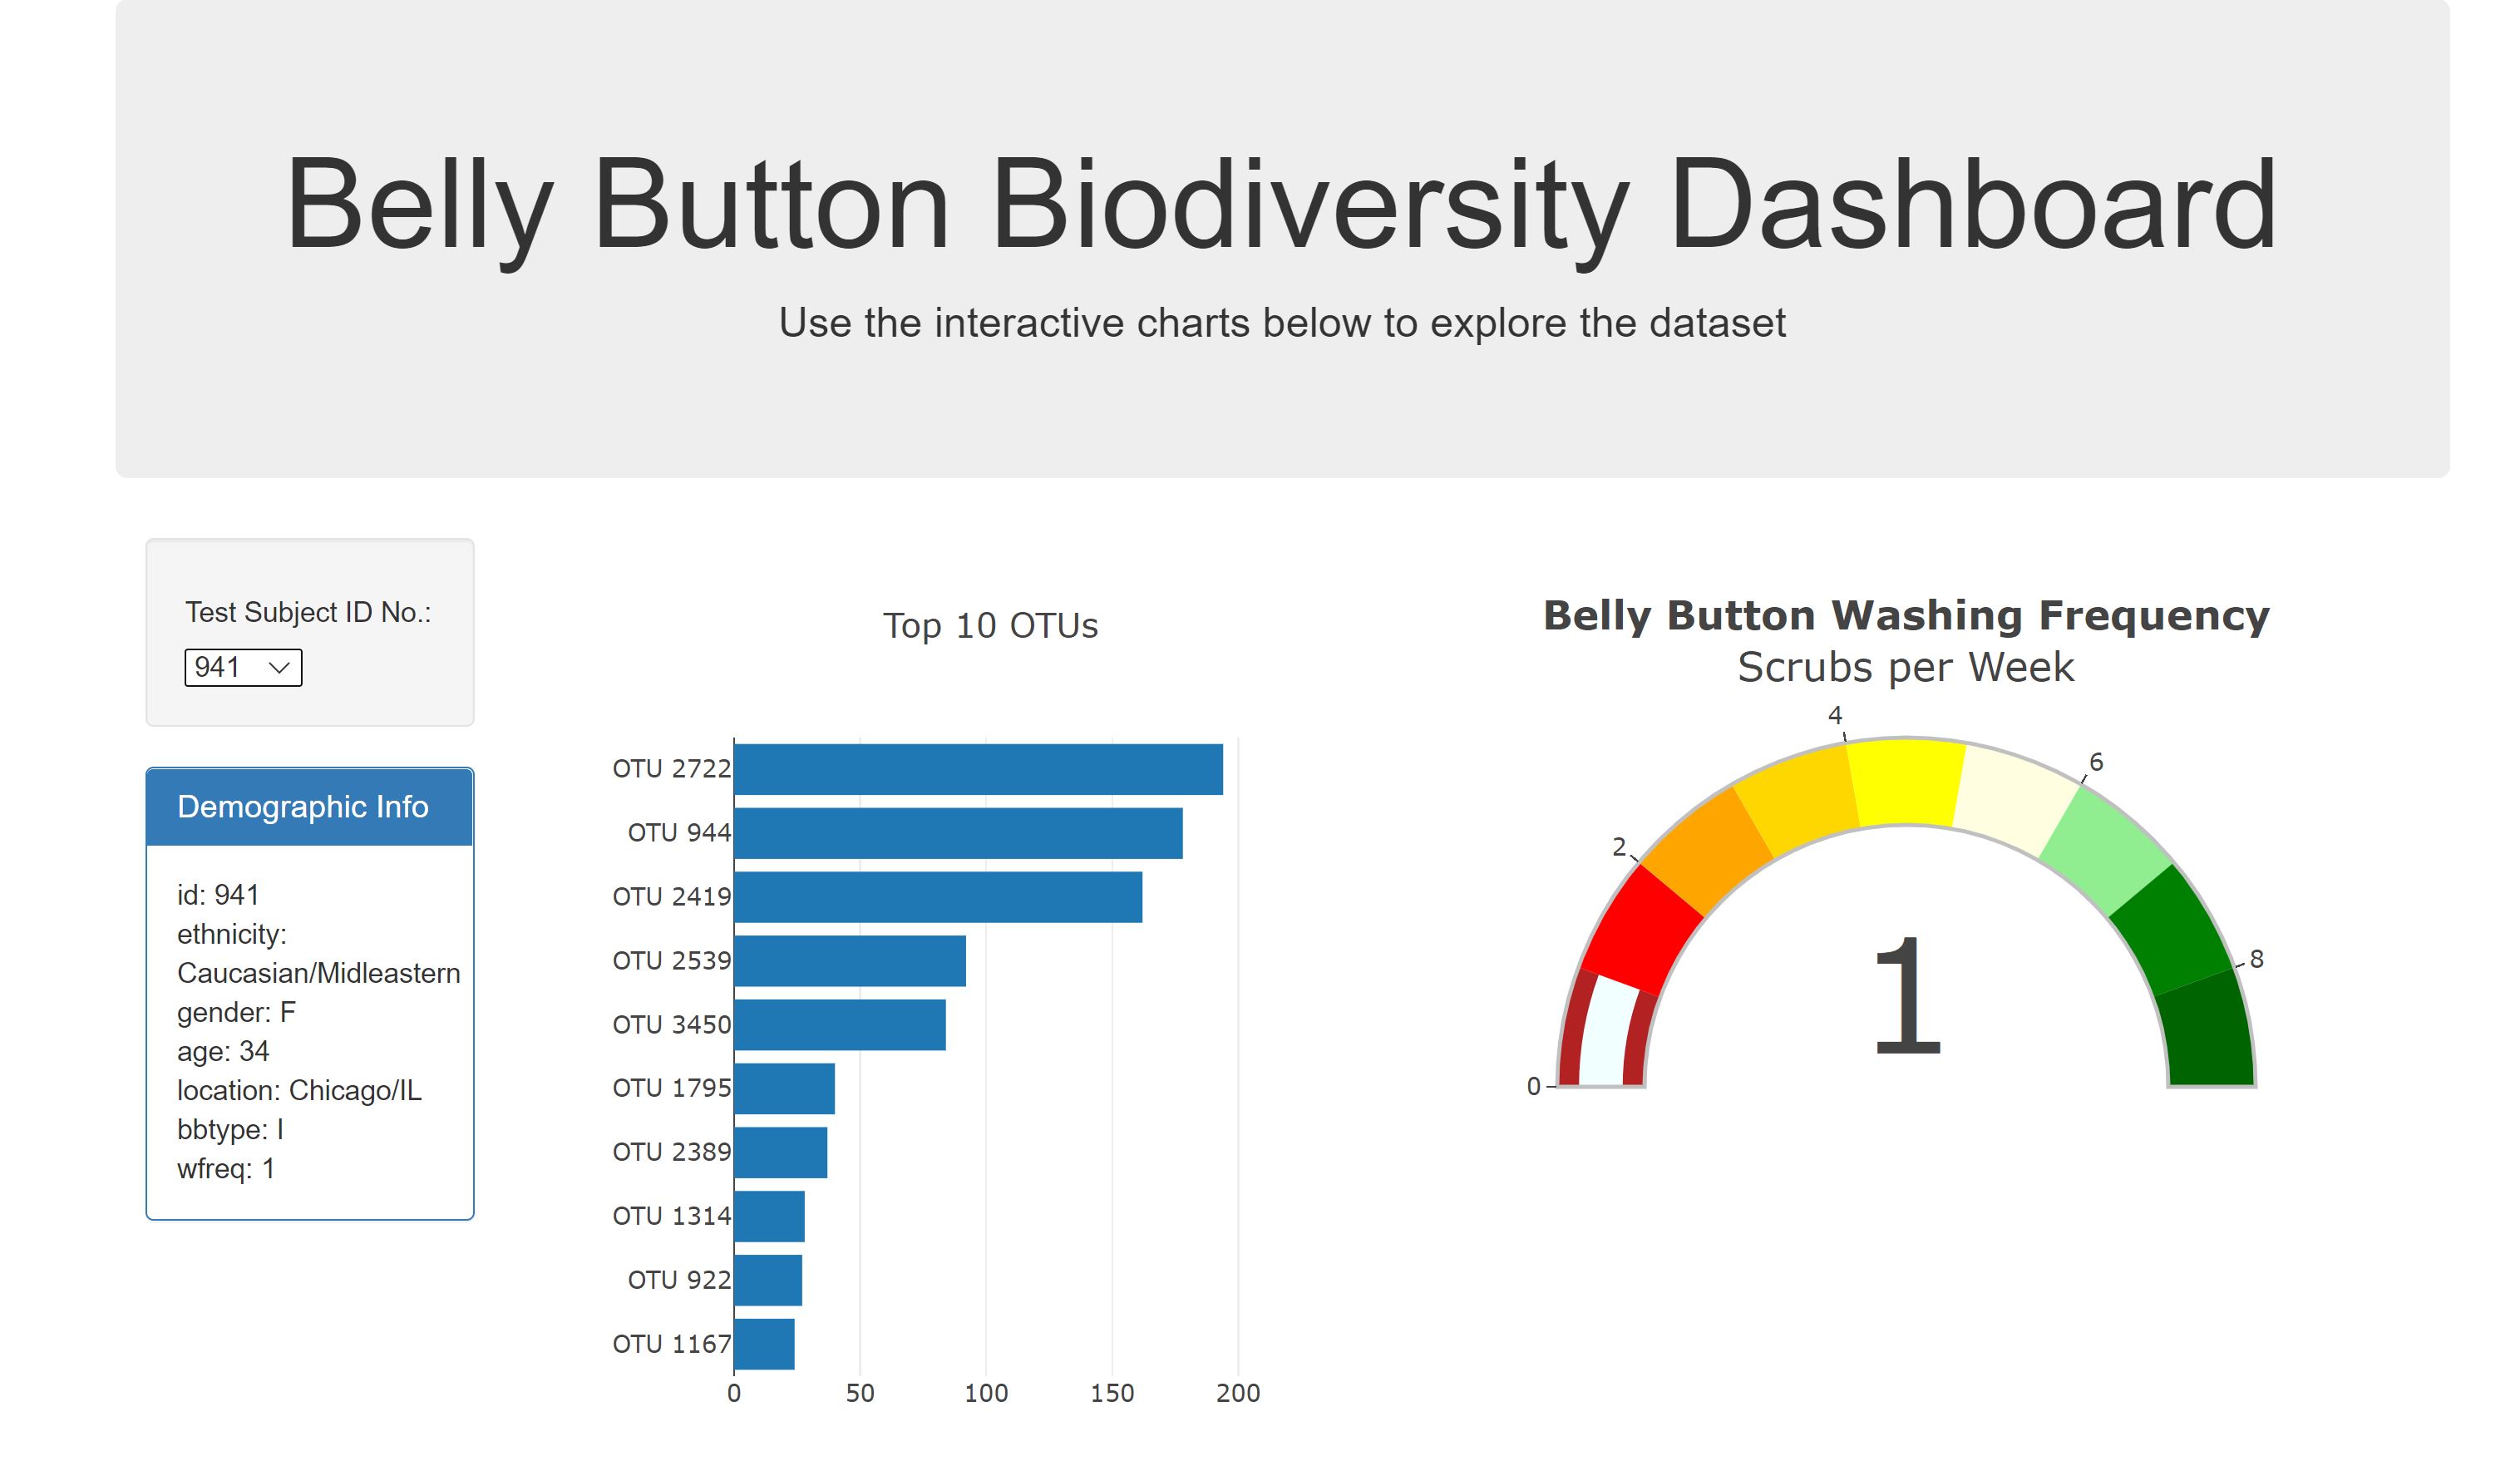 Belly Button Biodiversity Dashboard
Use the interactive charts below to explore the dataset
Test Subject ID No.:
941
Demographic Info
id: 941
ethnicity:
Caucasian/Midleastern
gender: F
age: 34
location: Chicago/IL
bbtype: I
wfreq: 1
Top 10 OTUs
OTU 2722
OTU 944
OTU 2419
OTU 2539
OTU 3450
OTU 1795
OTU 2389
OTU 1314
OTU 922
OTU 1167
0 50 100 150 200
Belly Button Washing Frequency
Scrubs per Week
0
2
4
6
8
1